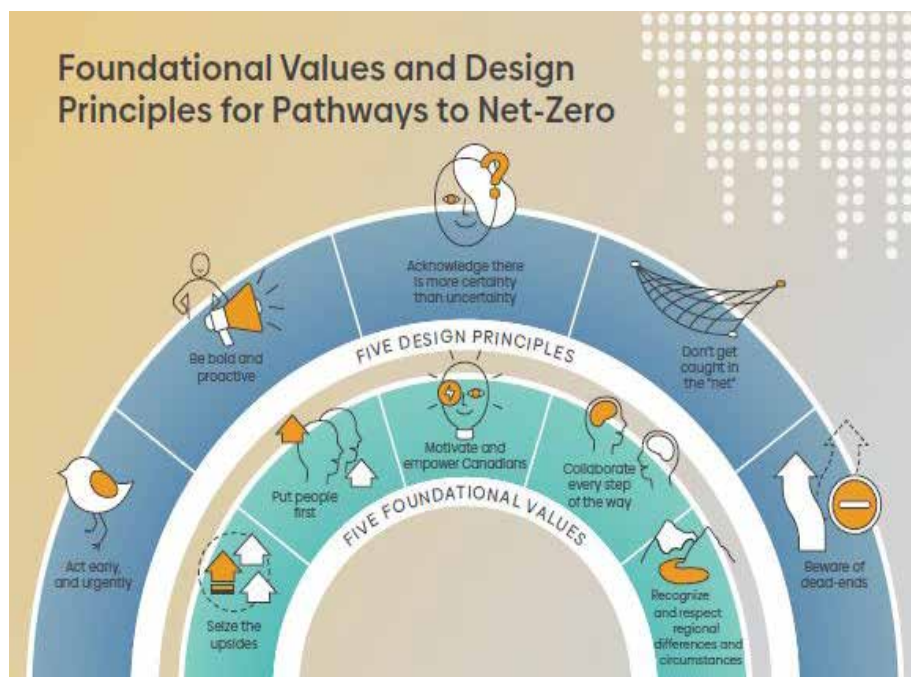 Foundational Values and Design
Principles for Pathways to Net-Zero
?
Acknowledge there
is more certainty
than uncertainty
Be bold and
proactive
Don't get
caught in
the "net"
Act early,
and urgently
Beware of
dead-ends
FIVE DESIGN PRINCIPLES
Motivate and
empower Canadians
Put people
first
Collaborate
every step
of the way
Seize the
upsides
Recognize
and respect
regional
differences and
circumstances
FIVE FOUNDATIONAL VALUES